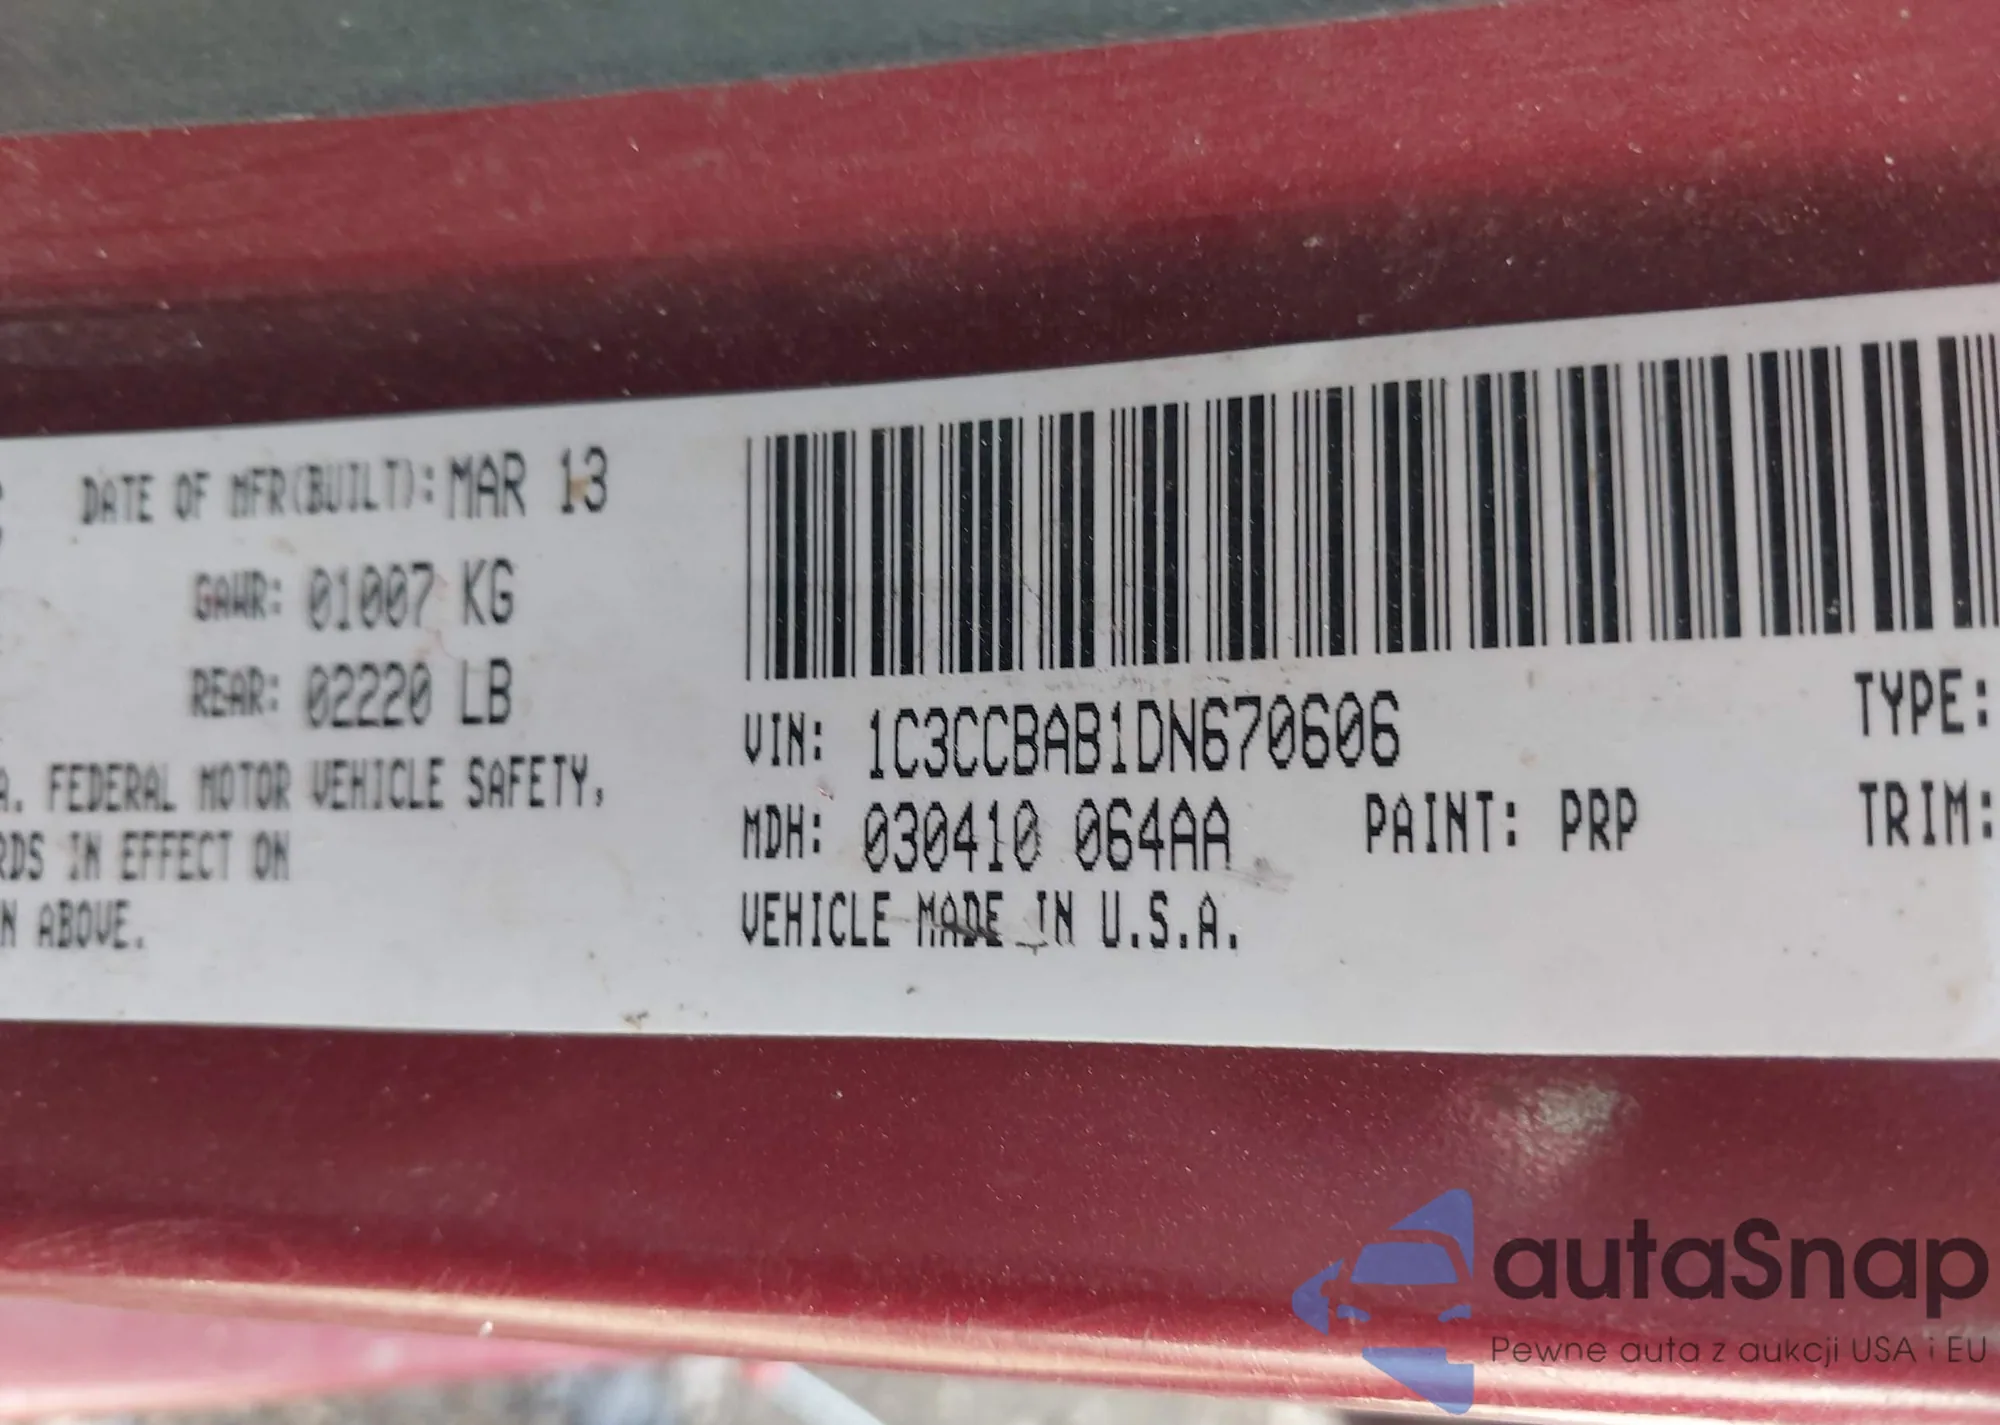 DATE OF MFR(BUILT): MAR 13
GAWR: 01007 KG
REAR: 02220 LB
A. FEDERAL MOTOR VEHICLE SAFETY,
RDS IN EFFECT ON
N ABOVE.
VIN: 1C3CCBAB1DN670606
TYPE:
MDH: 030410 064AA
PAINT: PRP
TRIM:
VEHICLE MADE IN U.S.A.
autaSnap
Pewne auta z aukcji USA i EU